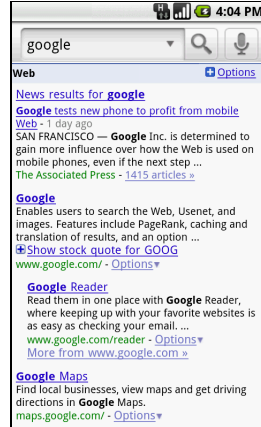 4:04 PM
google
Web
Options
News results for google
Google tests new phone to profit from mobile
Web - 1 day ago
SAN FRANCISCO — Google Inc. is determined to
gain more influence over how the Web is used on
mobile phones, even if the next step ...
The Associated Press - 1415 articles »
Google
Enables users to search the Web, Usenet, and
images. Features include PageRank, caching and
translation of results, and an option ...
Show stock quote for GOOG
www.google.com/ - Options▾
Google Reader
Read them in one place with Google Reader,
where keeping up with your favorite websites is
as easy as checking your email. ...
www.google.com/reader - Options▾
More from www.google.com »
Google Maps
Find local businesses, view maps and get driving
directions in Google Maps.
maps.google.com/ - Options▾